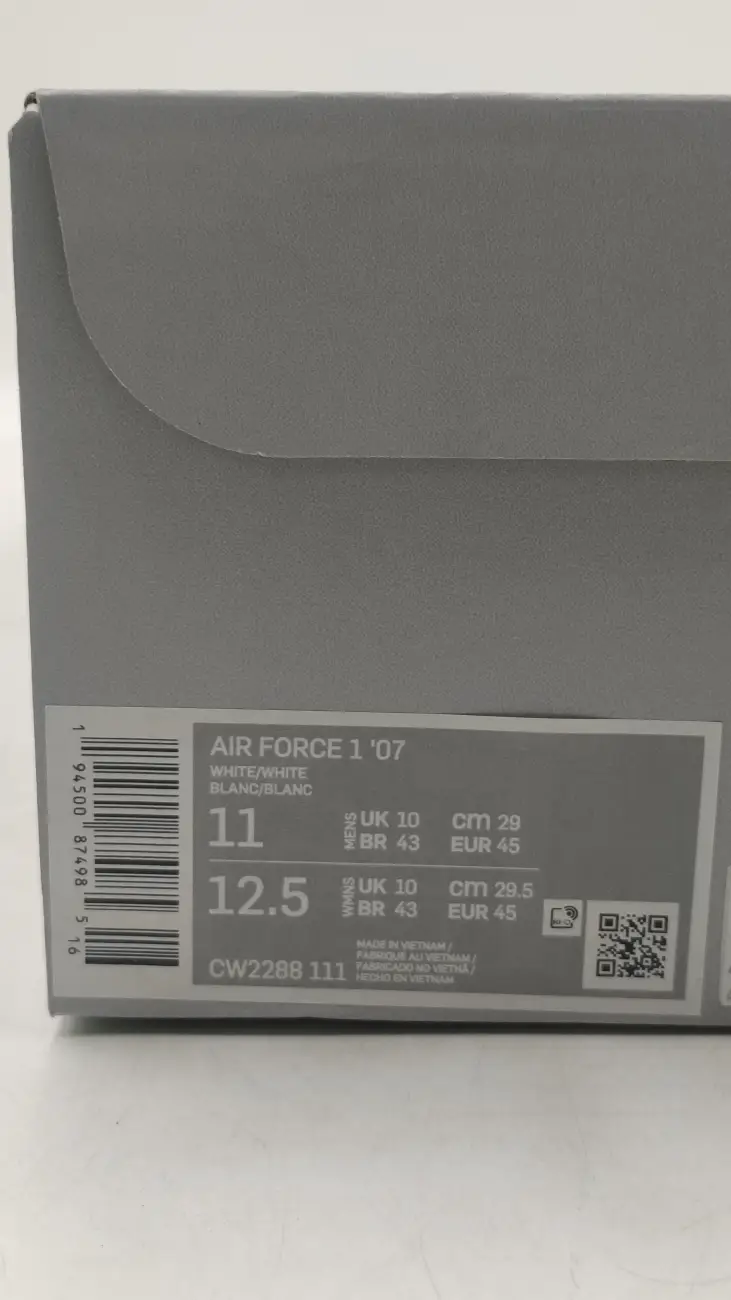 AIR FORCE 1 '07
WHITE/WHITE
BLANC/BLANC
11 MENS UK 10 cm 29
BR 43 EUR 45
12.5 WMNS UK 10 cm 29.5
BR 43 EUR 45
CW2288 111
MADE IN VIETNAM /
FABRIQUÉ AU VIETNAM /
FABRICADO NO VIETNÃ /
HECHO EN VIETNAM
1 94500 87498 5 16